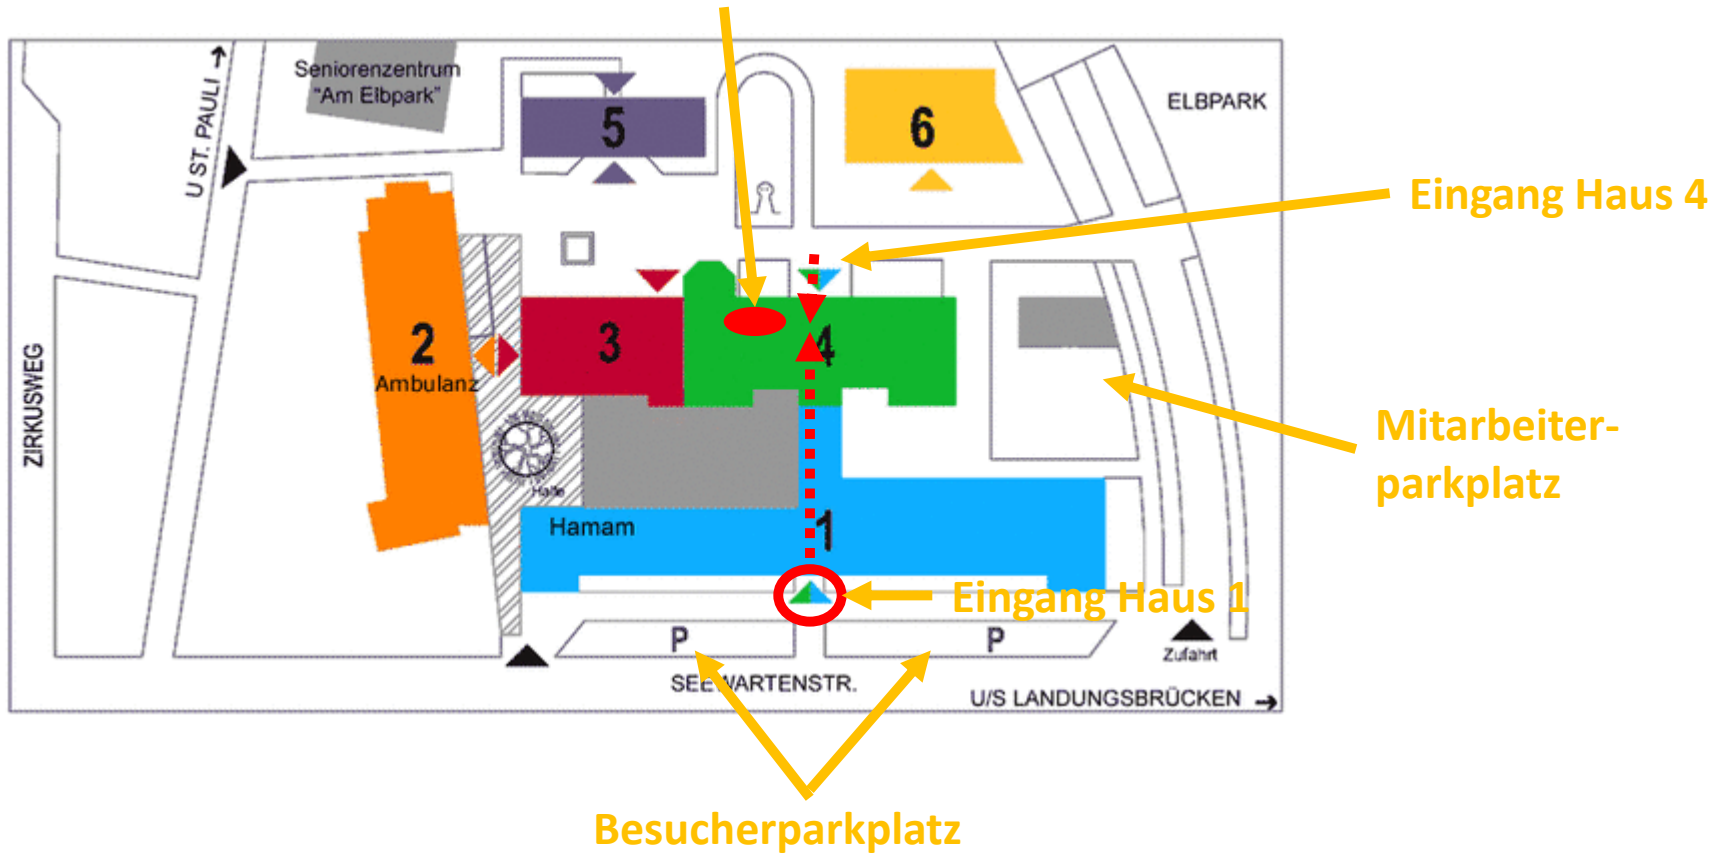 Seniorenzentrum
"Am Elbpark"
U ST. PAULI
ELBPARK
5
6
Eingang Haus 4
ZIRKUSWEG
2
Ambulanz
3
4
Mitarbeiter-
parkplatz
Halle
Hamam
1
Eingang Haus 1
P
P
Zufahrt
SEEWARTENSTR.
U/S LANDUNGSBRÜCKEN
Besucherparkplatz